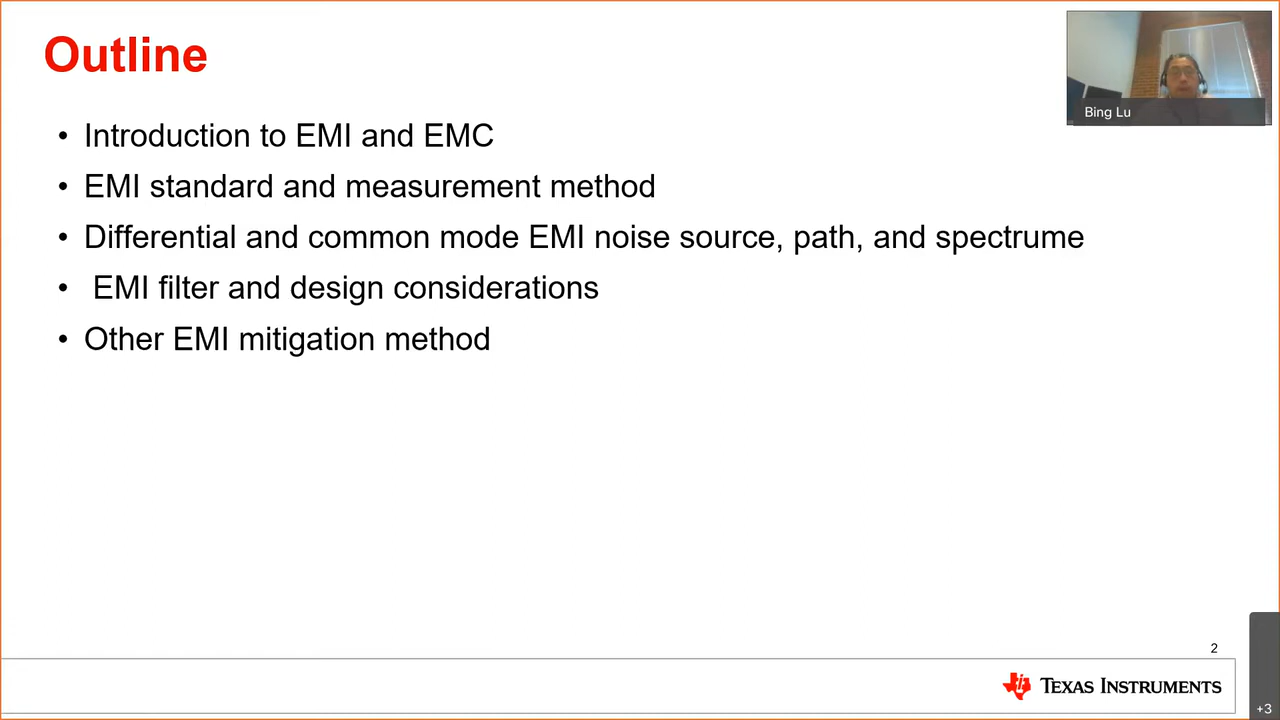 Outline
Bing Lu
• Introduction to EMI and EMC
• EMI standard and measurement method
• Differential and common mode EMI noise source, path, and spectrume
• EMI filter and design considerations
• Other EMI mitigation method
2
TEXAS INSTRUMENTS
+3